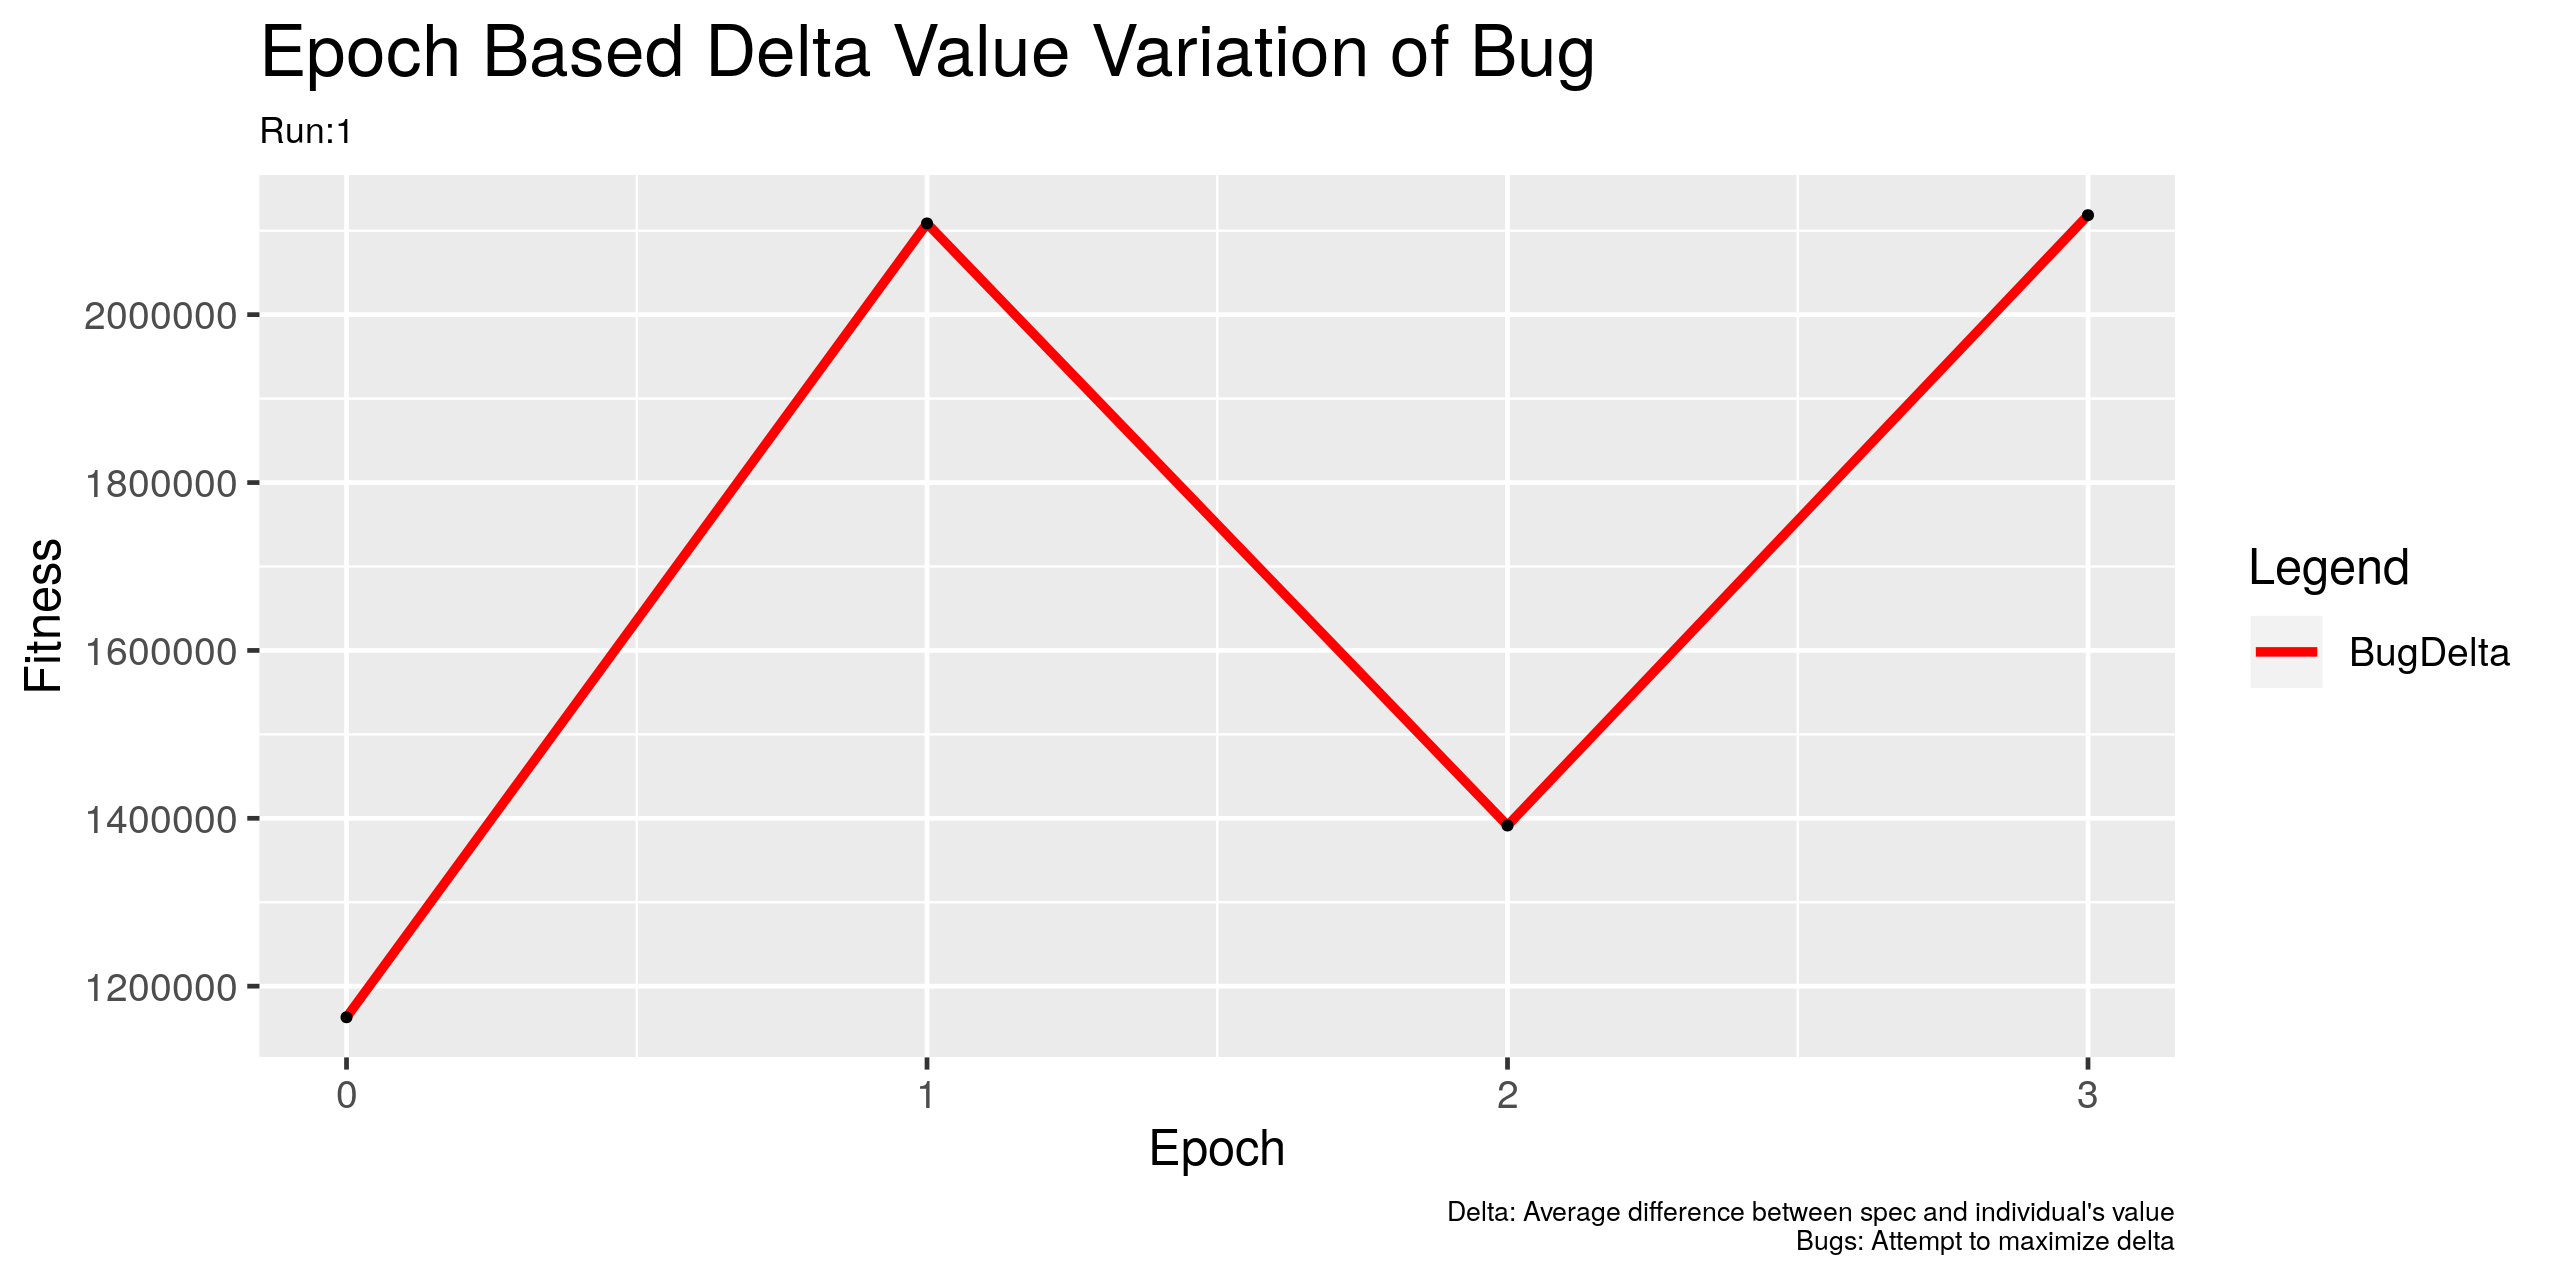 Epoch Based Delta Value Variation of Bug
Run:1
Fitness
2000000
1800000
1600000
1400000
1200000
0 1 2 3
Epoch
Legend
BugDelta
Delta: Average difference between spec and individual's value
Bugs: Attempt to maximize delta